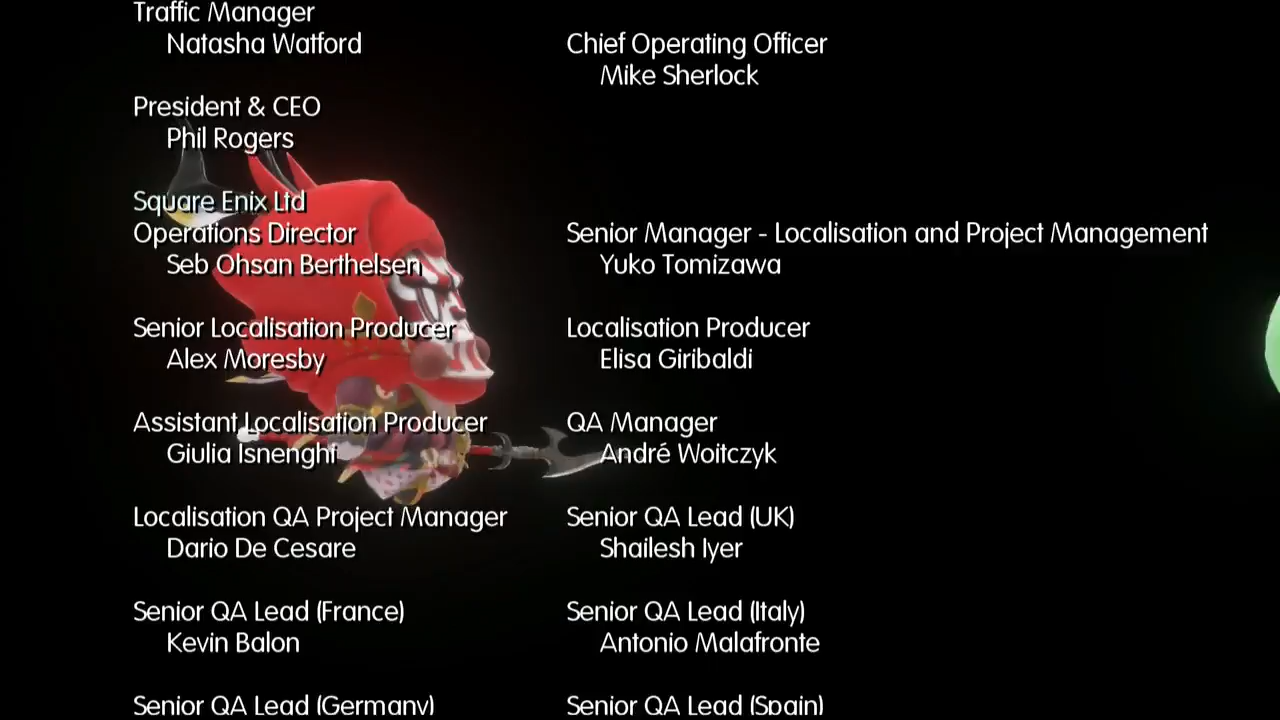 Traffic Manager
Natasha Watford
Chief Operating Officer
Mike Sherlock
President & CEO
Phil Rogers
Square Enix Ltd
Operations Director
Seb Ohsan Berthelsen
Senior Manager - Localisation and Project Management
Yuko Tomizawa
Senior Localisation Producer
Alex Moresby
Localisation Producer
Elisa Giribaldi
Assistant Localisation Producer
Giulia Isnenghi
QA Manager
André Woitczyk
Localisation QA Project Manager
Dario De Cesare
Senior QA Lead (UK)
Shailesh Iyer
Senior QA Lead (France)
Kevin Balon
Senior QA Lead (Italy)
Antonio Malafronte
Senior QA Lead (Germany)
Senior QA Lead (Spain)